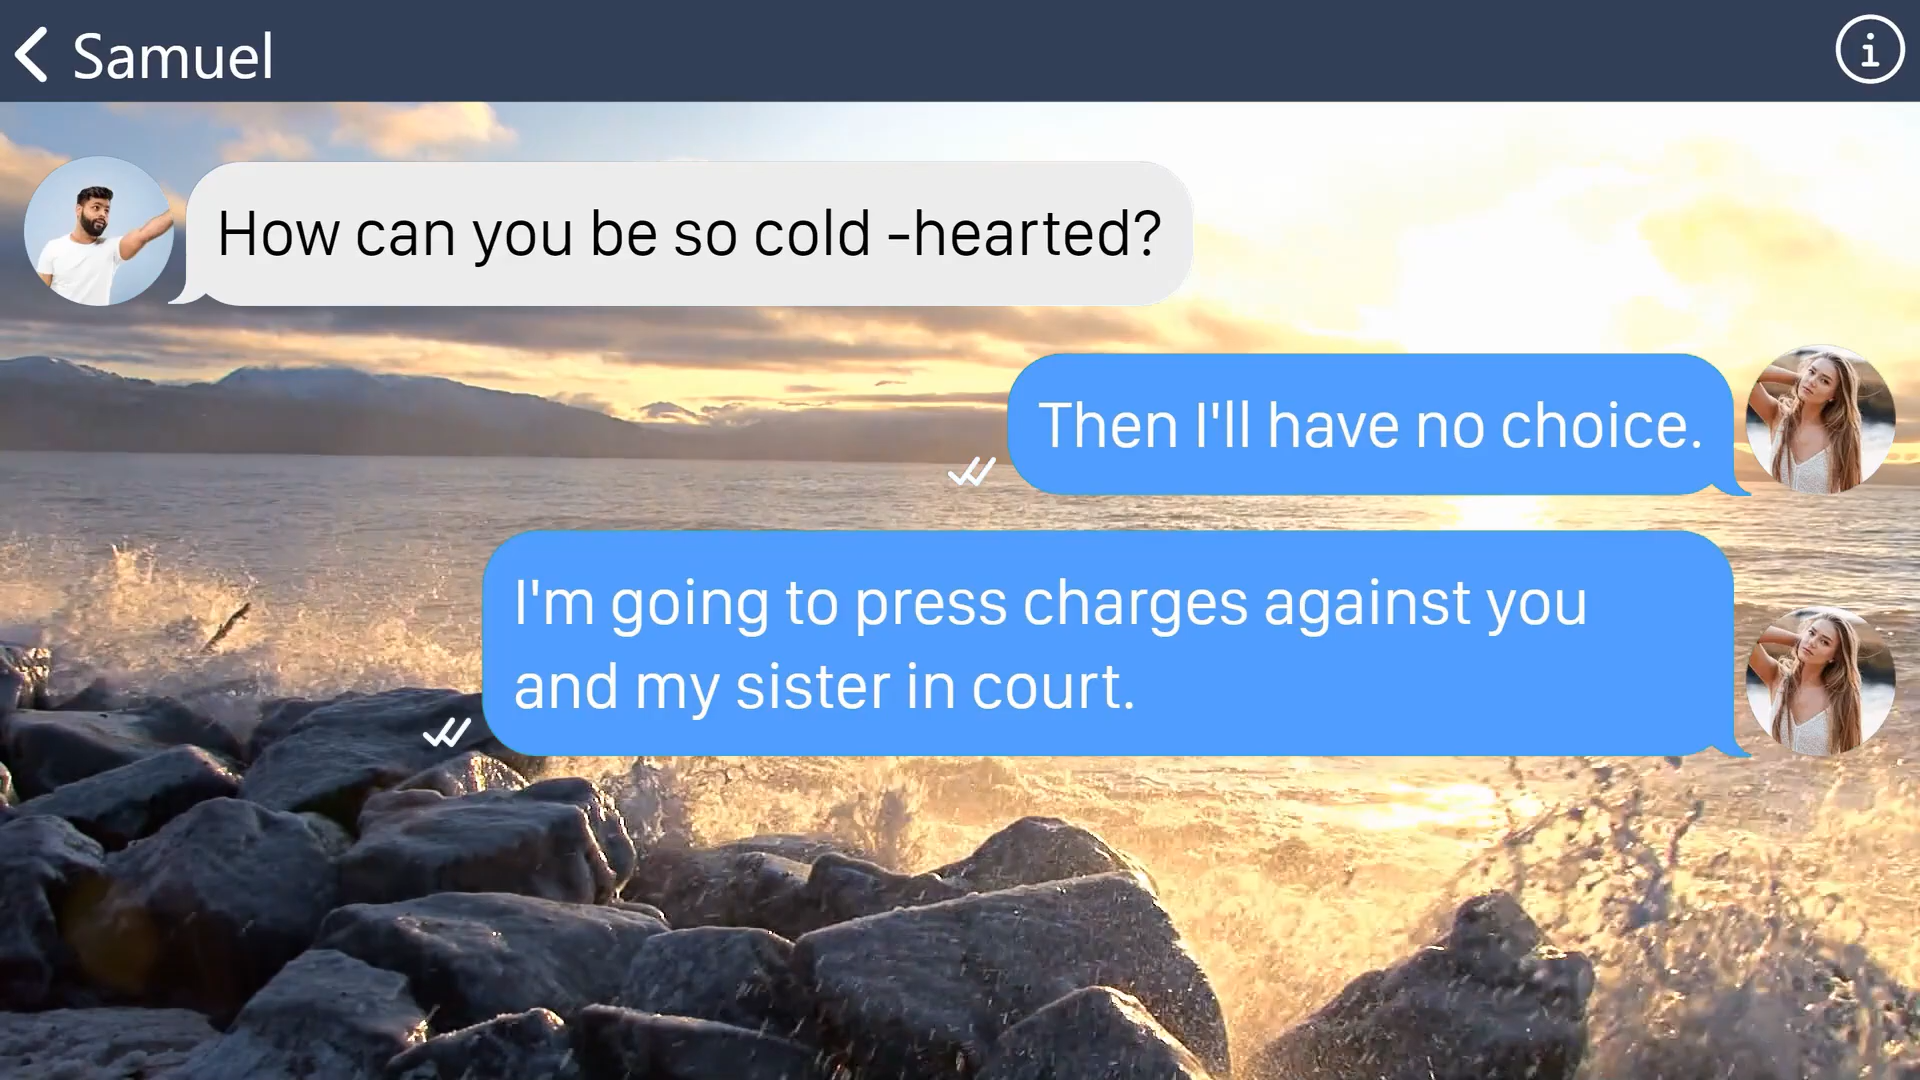 Samuel
How can you be so cold -hearted?
Then I'll have no choice.
I'm going to press charges against you
and my sister in court.